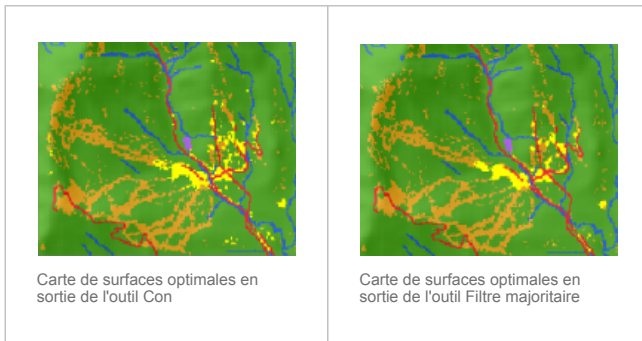 Carte de surfaces optimales en
sortie de l'outil Con
Carte de surfaces optimales en
sortie de l'outil Filtre majoritaire